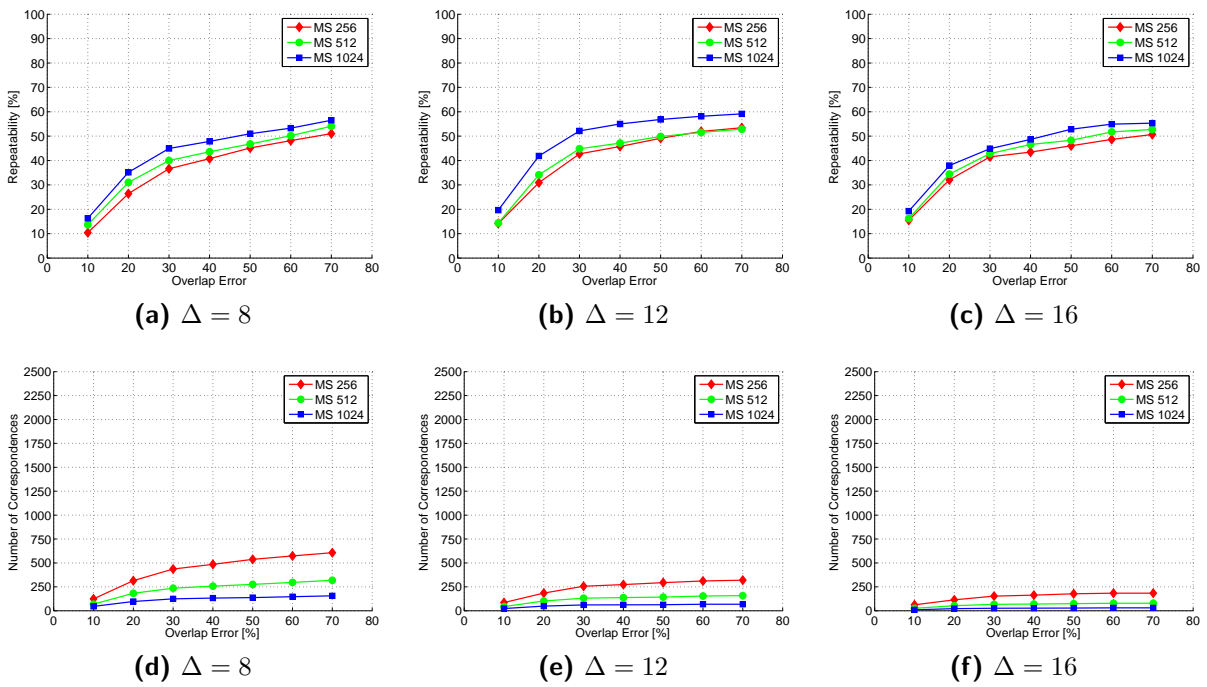 100
90
80
70
60
50
40
30
20
10
0
Repeatability [%]
0 10 20 30 40 50 60 70 80
Overlap Error
MS 256
MS 512
MS 1024
(a) Δ = 8
100
90
80
70
60
50
40
30
20
10
0
Repeatability [%]
0 10 20 30 40 50 60 70 80
Overlap Error
MS 256
MS 512
MS 1024
(b) Δ = 12
100
90
80
70
60
50
40
30
20
10
0
Repeatability [%]
0 10 20 30 40 50 60 70 80
Overlap Error
MS 256
MS 512
MS 1024
(c) Δ = 16
2500
2250
2000
1750
1500
1250
1000
750
500
250
0
Number of Correspondences
0 10 20 30 40 50 60 70 80
Overlap Error [%]
MS 256
MS 512
MS 1024
(d) Δ = 8
2500
2250
2000
1750
1500
1250
1000
750
500
250
0
Number of Correspondences
0 10 20 30 40 50 60 70 80
Overlap Error [%]
MS 256
MS 512
MS 1024
(e) Δ = 12
2500
2250
2000
1750
1500
1250
1000
750
500
250
0
Number of Correspondences
0 10 20 30 40 50 60 70 80
Overlap Error [%]
MS 256
MS 512
MS 1024
(f) Δ = 16